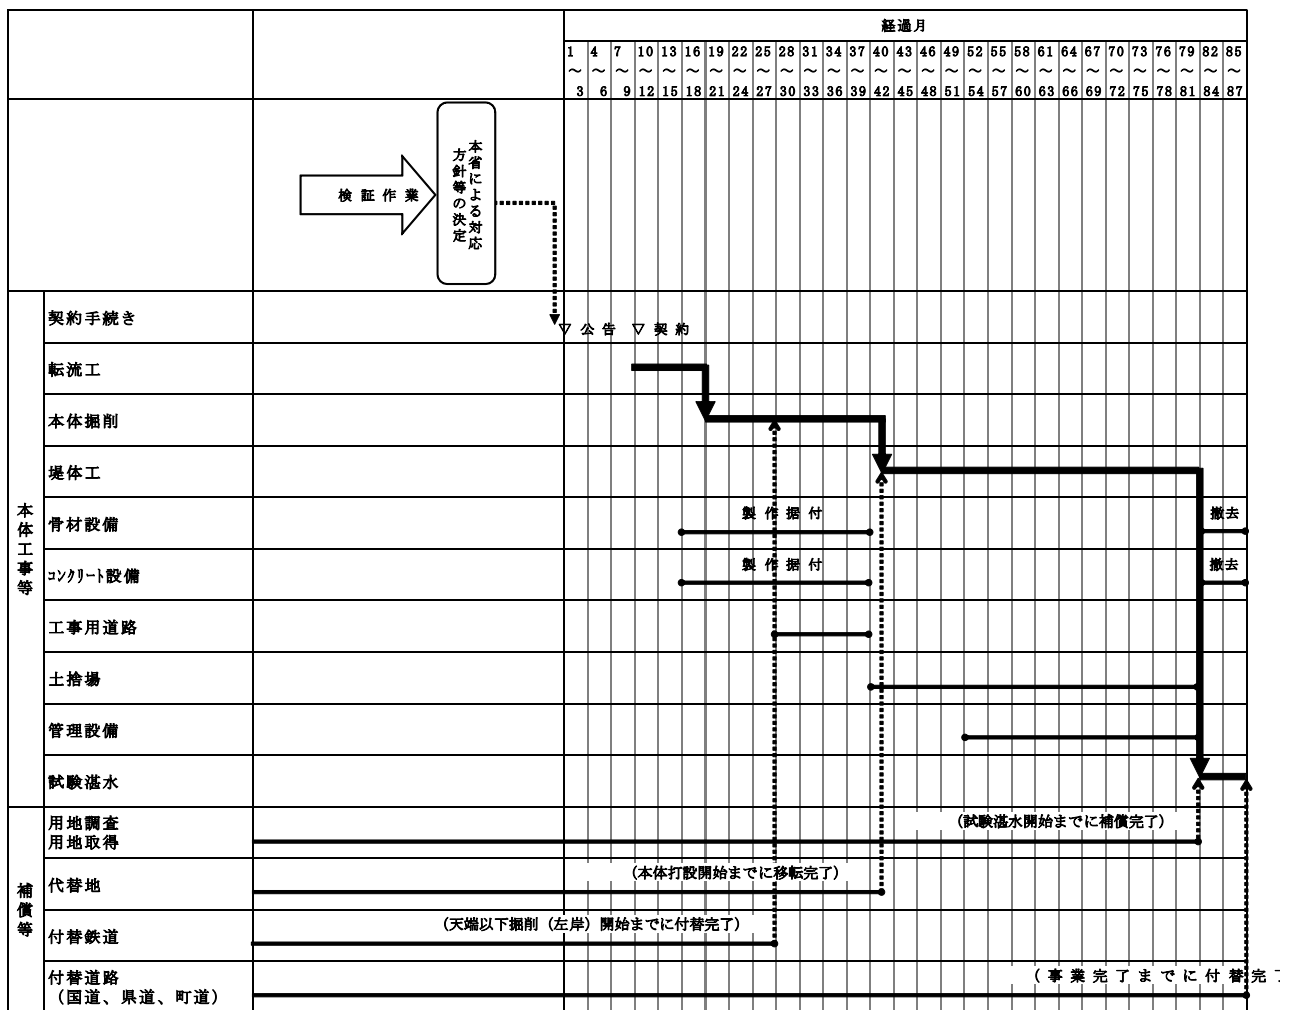 経過月
1 4 7 10 13 16 19 22 25 28 31 34 37 40 43 46 49 52 55 58 61 64 67 70 73 76 79 82 85
～ ～ ～ ～ ～ ～ ～ ～ ～ ～ ～ ～ ～ ～ ～ ～ ～ ～ ～ ～ ～ ～ ～ ～ ～ ～ ～ ～ ～
3 6 9 12 15 18 21 24 27 30 33 36 39 42 45 48 51 54 57 60 63 66 69 72 75 78 81 84 87
検証作業
本省による対応
方針等の決定
本体工事等
契約手続き
▽公告 ▽契約
転流工
本体掘削
堤体工
骨材設備
製作据付
撤去
ｺﾝｸﾘｰﾄ設備
製作据付
撤去
工事用道路
土捨場
管理設備
試験湛水
補償等
用地調査
用地取得
(試験湛水開始までに補償完了)
代替地
(本体打設開始までに移転完了)
付替鉄道
(天端以下掘削（左岸）開始までに付替完了)
付替道路
（国道、県道、町道）
(事業完了までに付替完